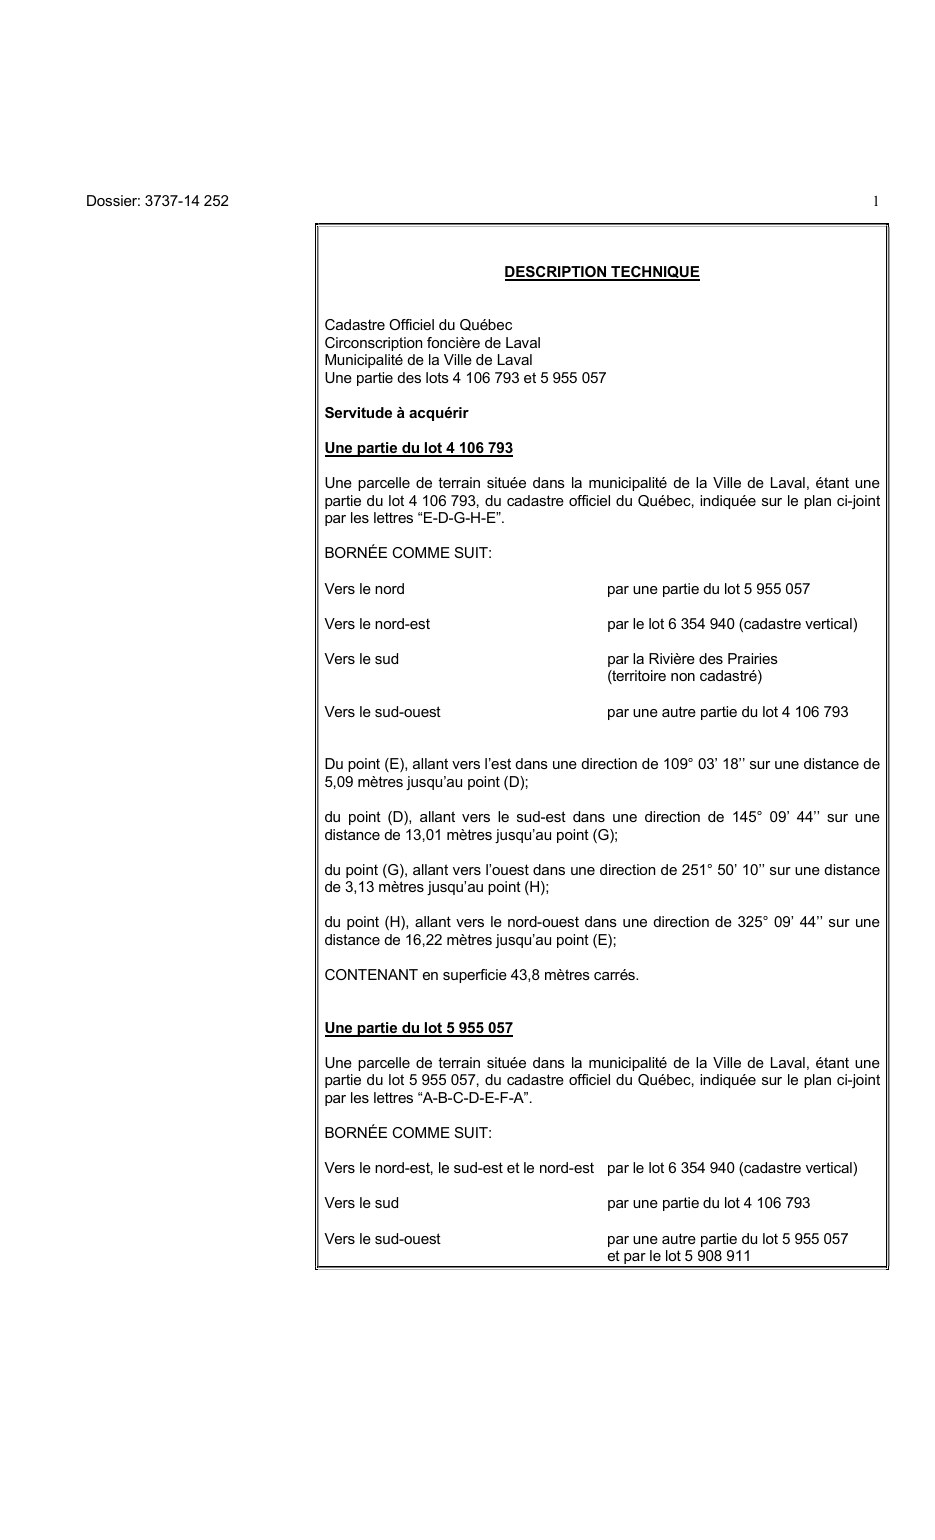 Dossier: 3737-14 252 1
DESCRIPTION TECHNIQUE
Cadastre Officiel du Québec
Circonscription foncière de Laval
Municipalité de la Ville de Laval
Une partie des lots 4 106 793 et 5 955 057
Servitude à acquérir
Une partie du lot 4 106 793
Une parcelle de terrain située dans la municipalité de la Ville de Laval, étant une
partie du lot 4 106 793, du cadastre officiel du Québec, indiquée sur le plan ci-joint
par les lettres “E-D-G-H-E”.
BORNÉE COMME SUIT:
Vers le nord par une partie du lot 5 955 057
Vers le nord-est par le lot 6 354 940 (cadastre vertical)
Vers le sud par la Rivière des Prairies
(territoire non cadastré)
Vers le sud-ouest par une autre partie du lot 4 106 793
Du point (E), allant vers l’est dans une direction de 109° 03’ 18’’ sur une distance de
5,09 mètres jusqu’au point (D);
du point (D), allant vers le sud-est dans une direction de 145° 09’ 44’’ sur une
distance de 13,01 mètres jusqu’au point (G);
du point (G), allant vers l’ouest dans une direction de 251° 50’ 10’’ sur une distance
de 3,13 mètres jusqu’au point (H);
du point (H), allant vers le nord-ouest dans une direction de 325° 09’ 44’’ sur une
distance de 16,22 mètres jusqu’au point (E);
CONTENANT en superficie 43,8 mètres carrés.
Une partie du lot 5 955 057
Une parcelle de terrain située dans la municipalité de la Ville de Laval, étant une
partie du lot 5 955 057, du cadastre officiel du Québec, indiquée sur le plan ci-joint
par les lettres “A-B-C-D-E-F-A”.
BORNÉE COMME SUIT:
Vers le nord-est, le sud-est et le nord-est par le lot 6 354 940 (cadastre vertical)
Vers le sud par une partie du lot 4 106 793
Vers le sud-ouest par une autre partie du lot 5 955 057
et par le lot 5 908 911